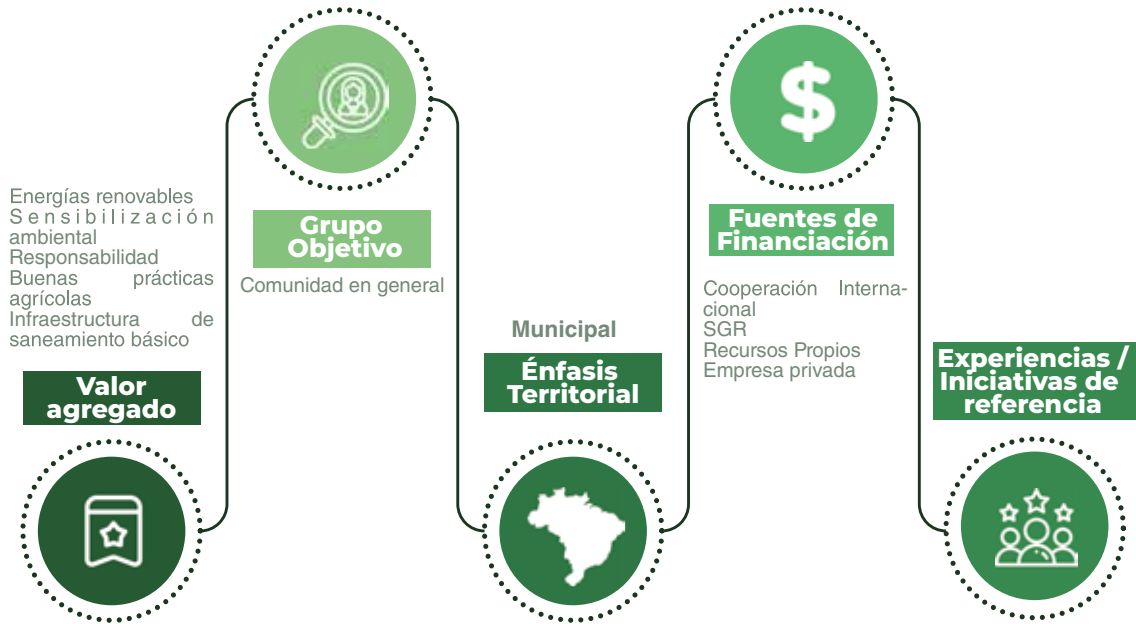 Energías renovables
Sensibilización
ambiental
Responsabilidad
Buenas prácticas
agrícolas
Infraestructura de
saneamiento básico
Valor
agregado
Grupo
Objetivo
Comunidad en general
Municipal
Énfasis
Territorial
Fuentes de
Financiación
Cooperación Interna-
cional
SGR
Recursos Propios
Empresa privada
Experiencias /
Iniciativas de
referencia